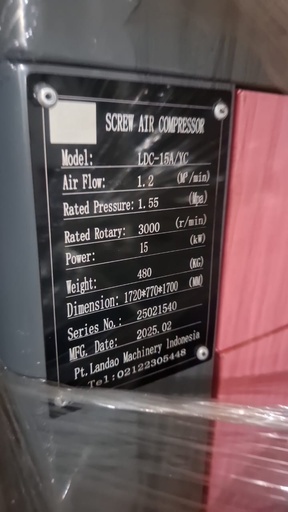 SCREW AIR COMPRESSOR
Model: LDC-15A/YC
Air Flow: 1.2 (M³/min)
Rated Pressure: 1.55 (Mpa)
Rated Rotary: 3000 (r/min)
Power: 15 (kW)
Weight: 480 (KG)
Dimension: 1720*770*1700 (MM)
Series No.: 25021540
MFG. Date: 2025.02
Pt.Landao Machinery Indonesia
Tel:02122305448